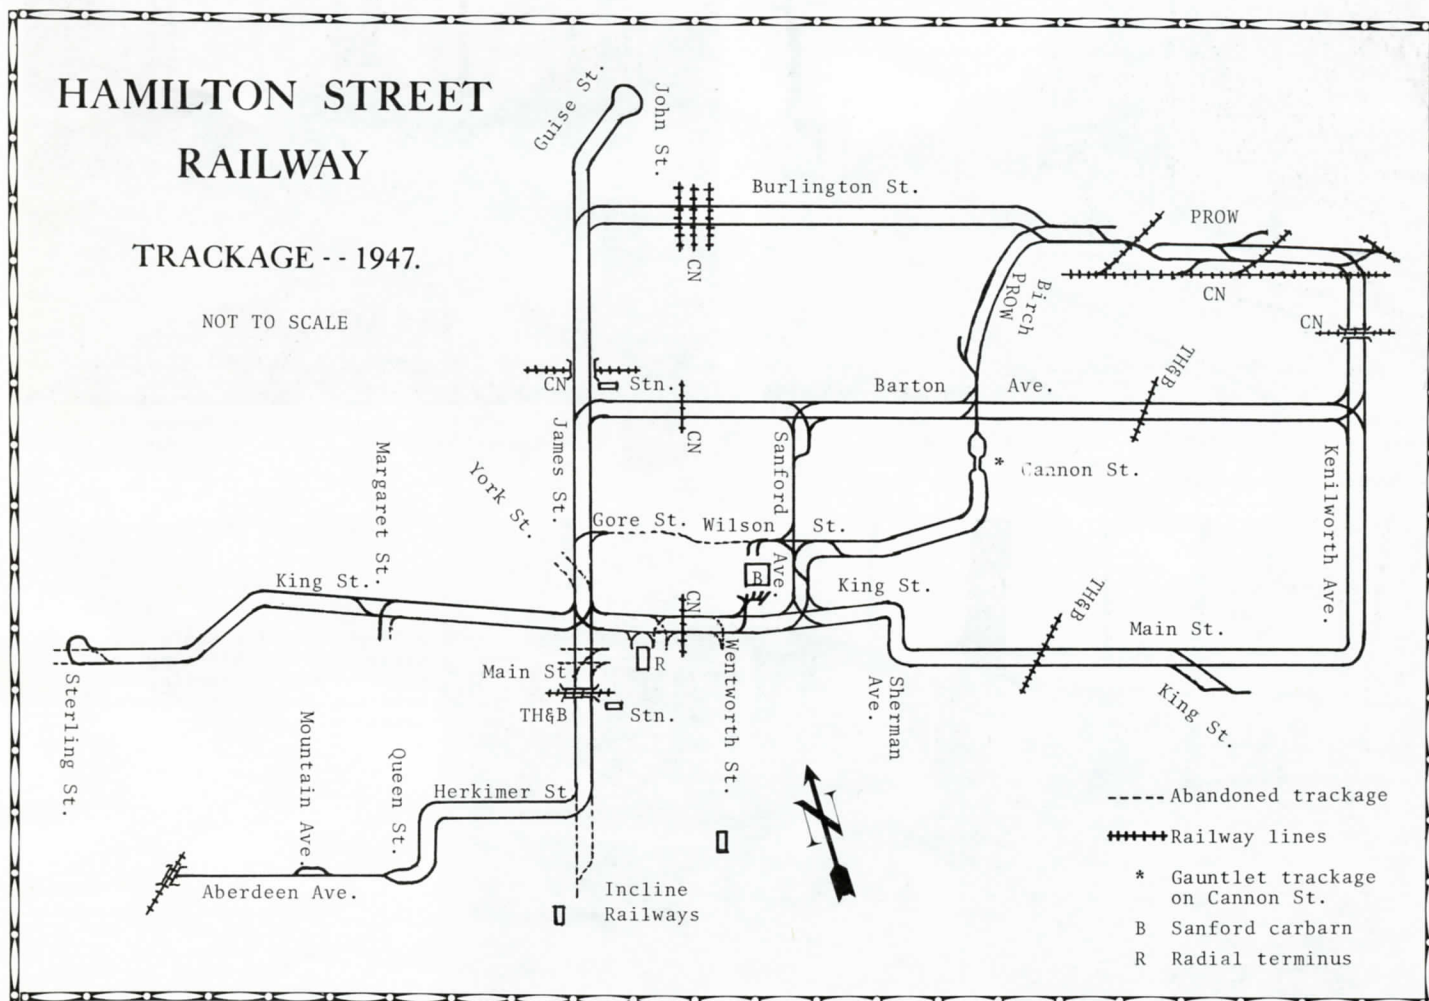 HAMILTON STREET
RAILWAY
TRACKAGE -- 1947.
NOT TO SCALE
Guise St.
John St.
Burlington St.
CN
PROW
CN
CN
Birch
PROW
CN
Stn.
CN
Barton Ave.
TH&B
James St.
Sanford Ave.
* Cannon St.
Kenilworth Ave.
Margaret St.
York St.
Gore St.
Wilson St.
King St.
B
King St.
CN
TH&B
Main St.
Main St.
R
King St.
Sterling St.
TH&B
Stn.
Wentworth St.
Sherman
Ave.
Mountain Ave.
Queen St.
Herkimer St.
Aberdeen Ave.
Incline
Railways
N
Abandoned trackage
Railway lines
* Gauntlet trackage
on Cannon St.
B Sanford carbarn
R Radial terminus